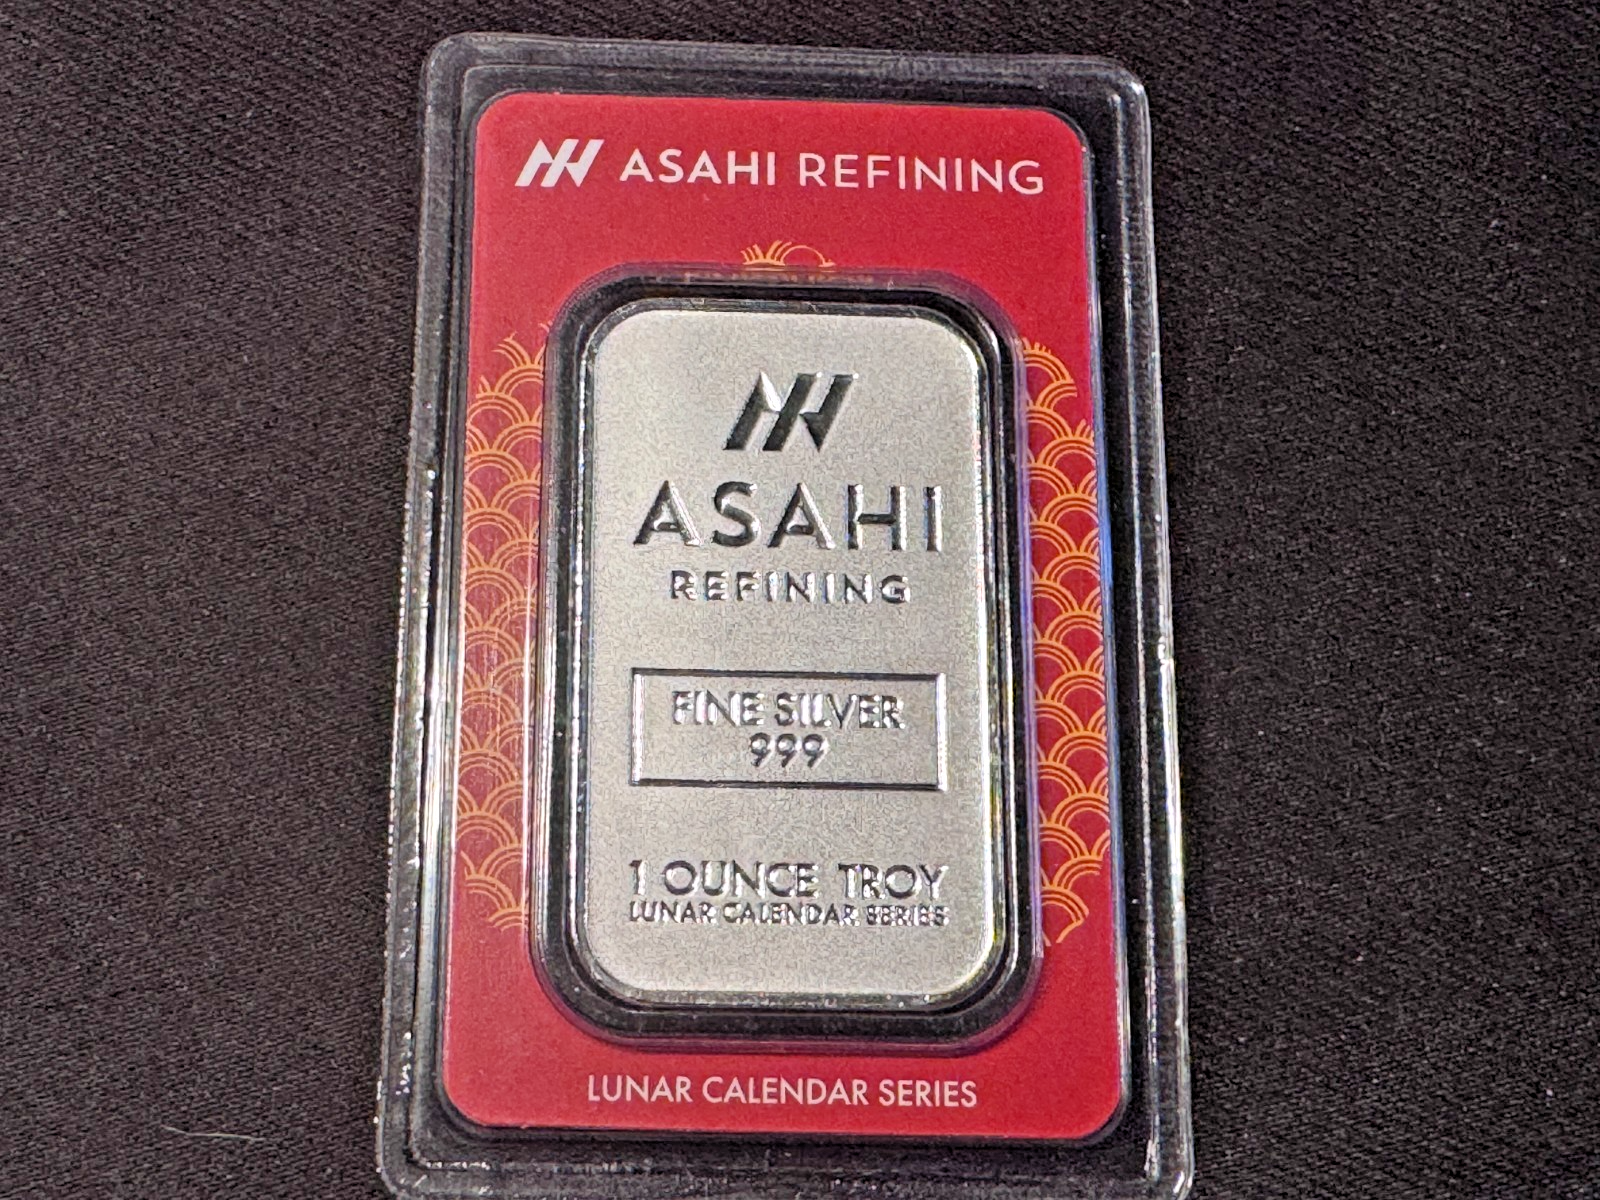 ASAHI REFINING
ASAHI
REFINING
FINE SILVER
999
1 OUNCE TROY
LUNAR CALENDAR SERIES
LUNAR CALENDAR SERIES